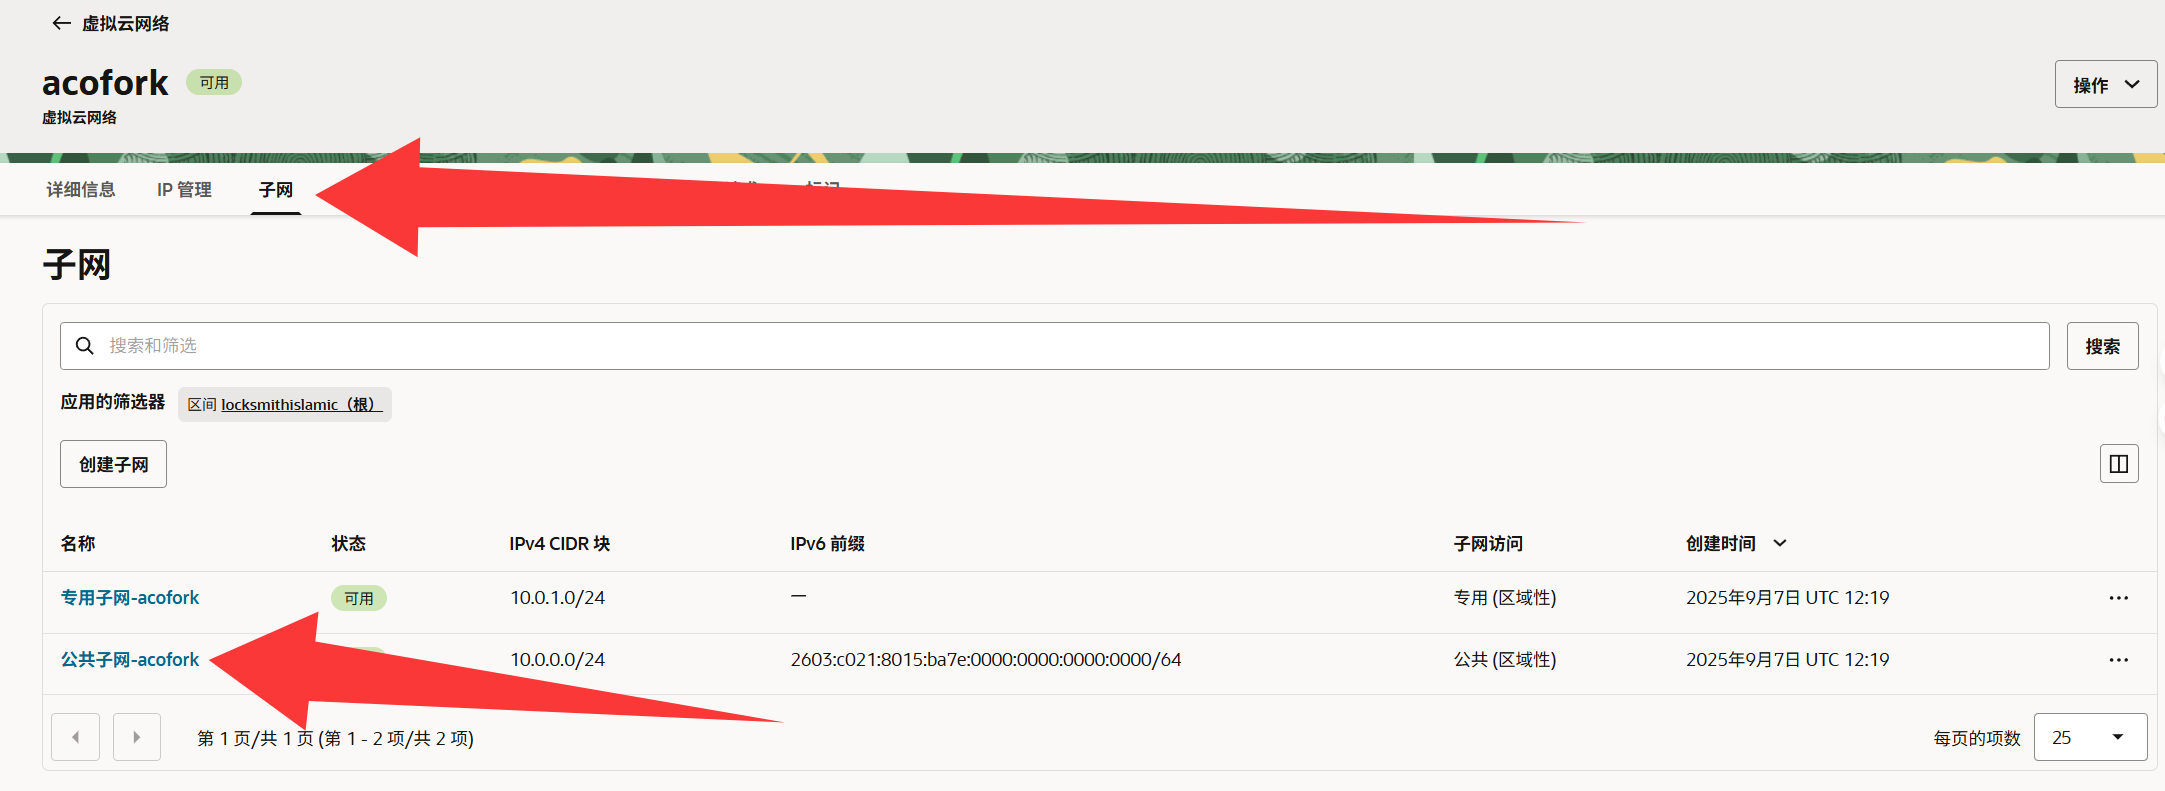 虚拟云网络
acofork 可用
虚拟云网络
操作
详细信息 IP 管理 子网
子网
搜索和筛选
搜索
应用的筛选器 区间 locksmithislamic（根）
创建子网
名称 状态 IPv4 CIDR 块 IPv6 前缀 子网访问 创建时间
专用子网-acofork 可用 10.0.1.0/24 — 专用 (区域性) 2025年9月7日 UTC 12:19
公共子网-acofork 10.0.0.0/24 2603:c021:8015:ba7e:0000:0000:0000:0000/64 公共 (区域性) 2025年9月7日 UTC 12:19
第 1 页/共 1 页 (第 1 - 2 项/共 2 项) 每页的项数 25